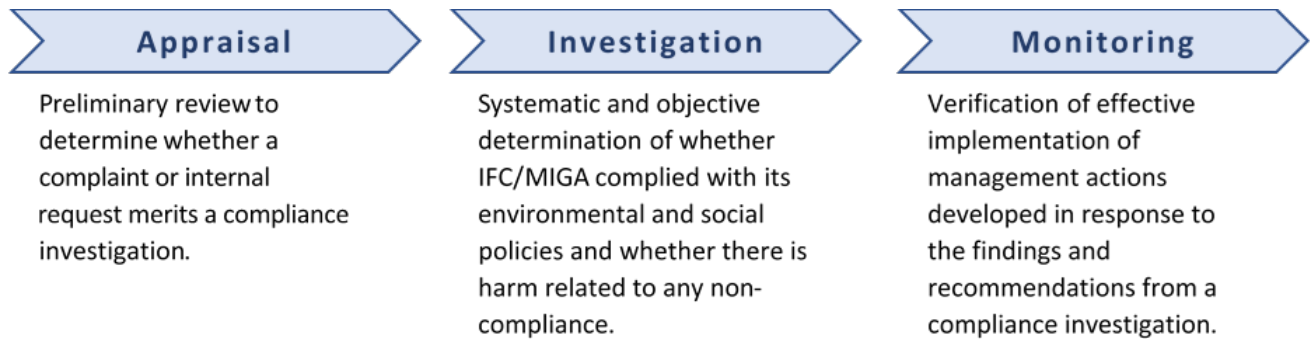 Appraisal
Preliminary review to
determine whether a
complaint or internal
request merits a compliance
investigation.
Investigation
Systematic and objective
determination of whether
IFC/MIGA complied with its
environmental and social
policies and whether there is
harm related to any non-
compliance.
Monitoring
Verification of effective
implementation of
management actions
developed in response to
the findings and
recommendations from a
compliance investigation.